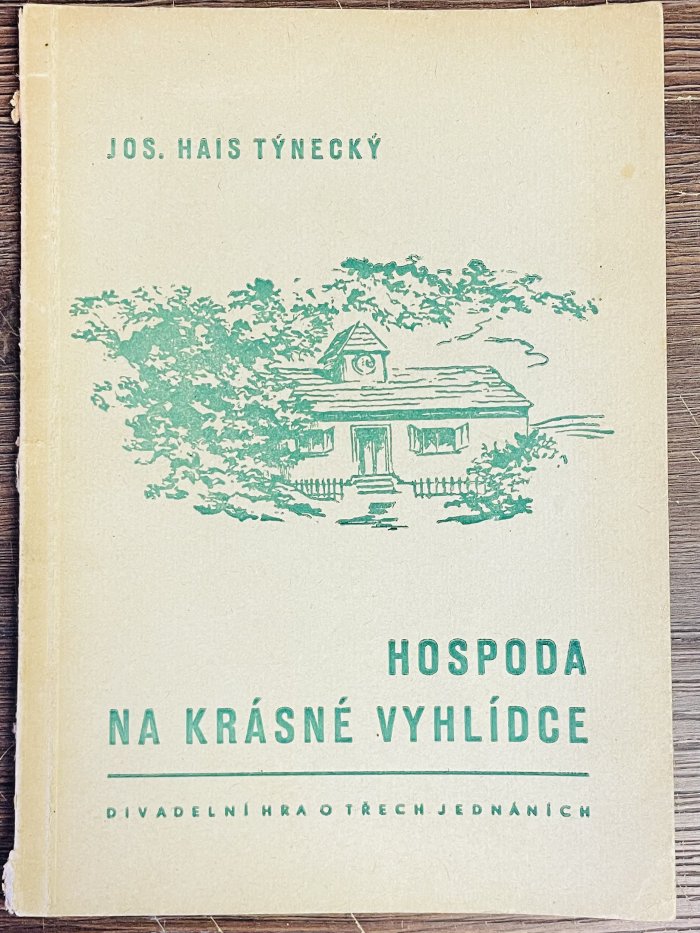 JOS. HAIS TÝNECKÝ
HOSPODA
NA KRÁSNÉ VYHLÍDCE
DIVADELNÍ HRA O TŘECH JEDNÁNÍCH